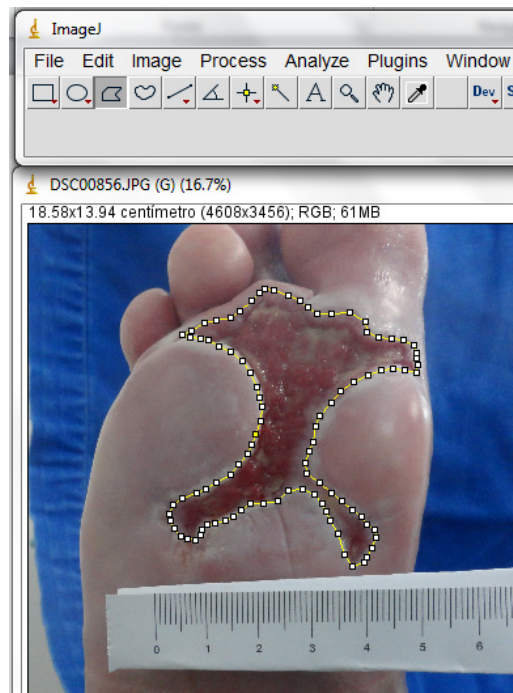 ImageJ
File Edit Image Process Analyze Plugins Window
A Dev S
DSC00856.JPG (G) (16.7%)
18.58x13.94 centímetro (4608x3456); RGB; 61MB
0 1 2 3 4 5 6